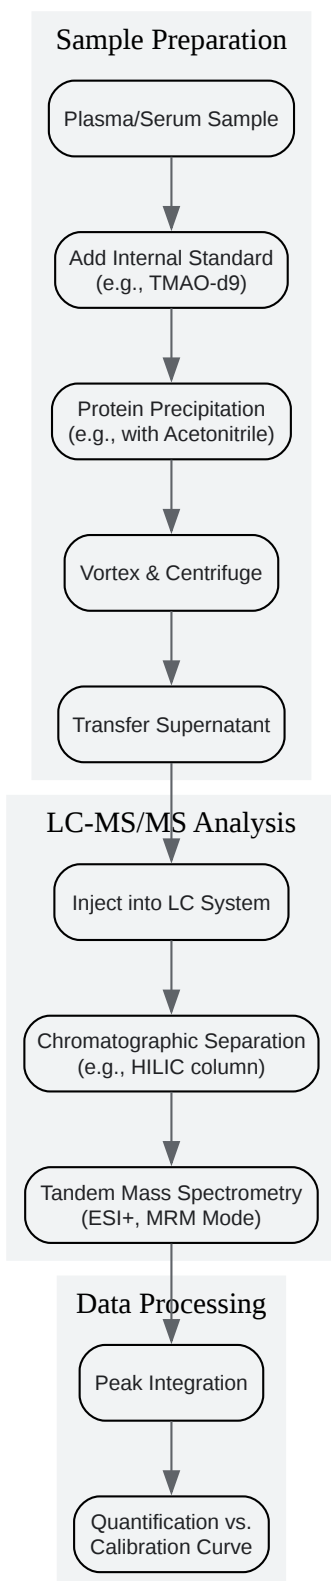 Sample Preparation
Plasma/Serum Sample
Add Internal Standard
(e.g., TMAO-d9)
Protein Precipitation
(e.g., with Acetonitrile)
Vortex & Centrifuge
Transfer Supernatant
LC-MS/MS Analysis
Inject into LC System
Chromatographic Separation
(e.g., HILIC column)
Tandem Mass Spectrometry
(ESI+, MRM Mode)
Data Processing
Peak Integration
Quantification vs.
Calibration Curve